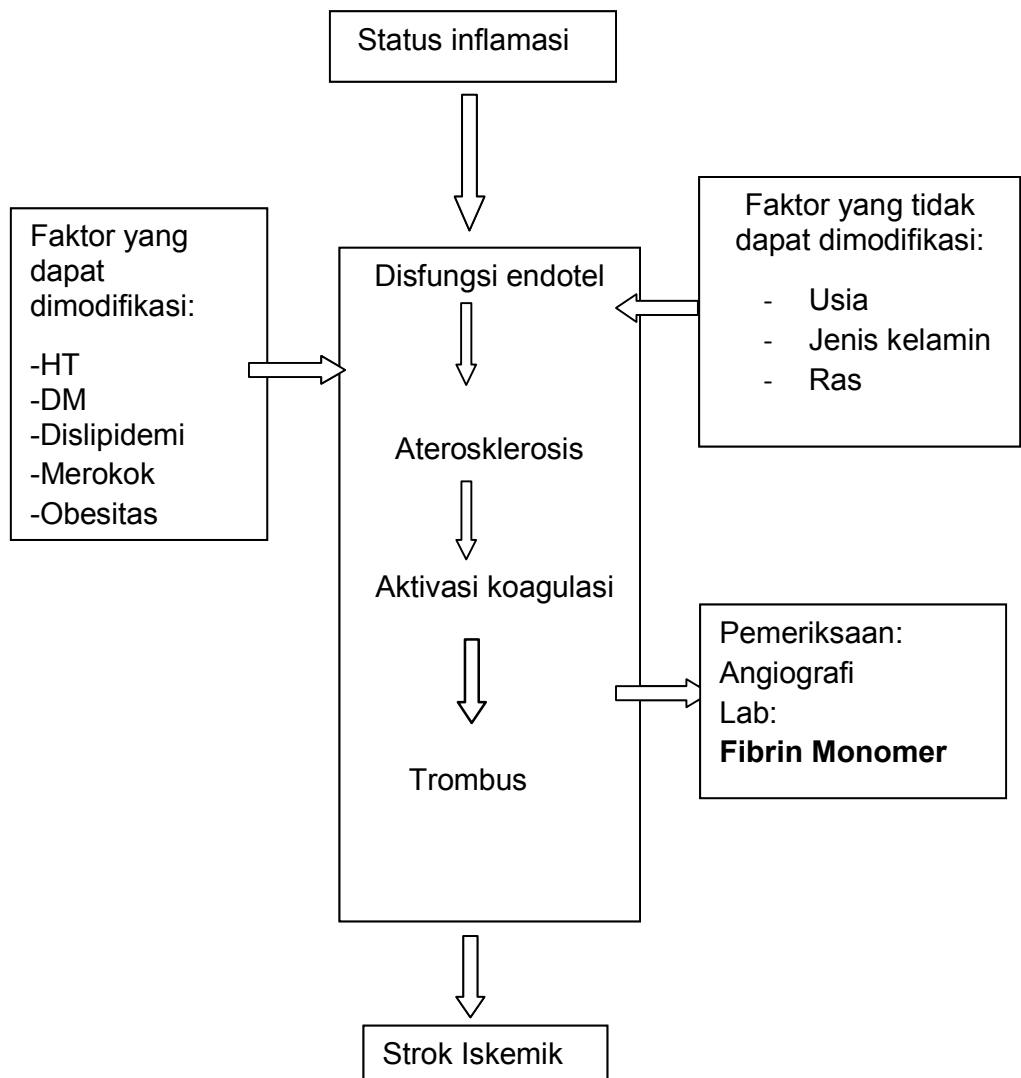 Status inflamasi
Faktor yang
dapat
dimodifikasi:
-HT
-DM
-Dislipidemi
-Merokok
-Obesitas
Faktor yang tidak
dapat dimodifikasi:
- Usia
- Jenis kelamin
- Ras
Disfungsi endotel
Aterosklerosis
Aktivasi koagulasi
Trombus
Pemeriksaan:
Angiografi
Lab:
Fibrin Monomer
Strok Iskemik